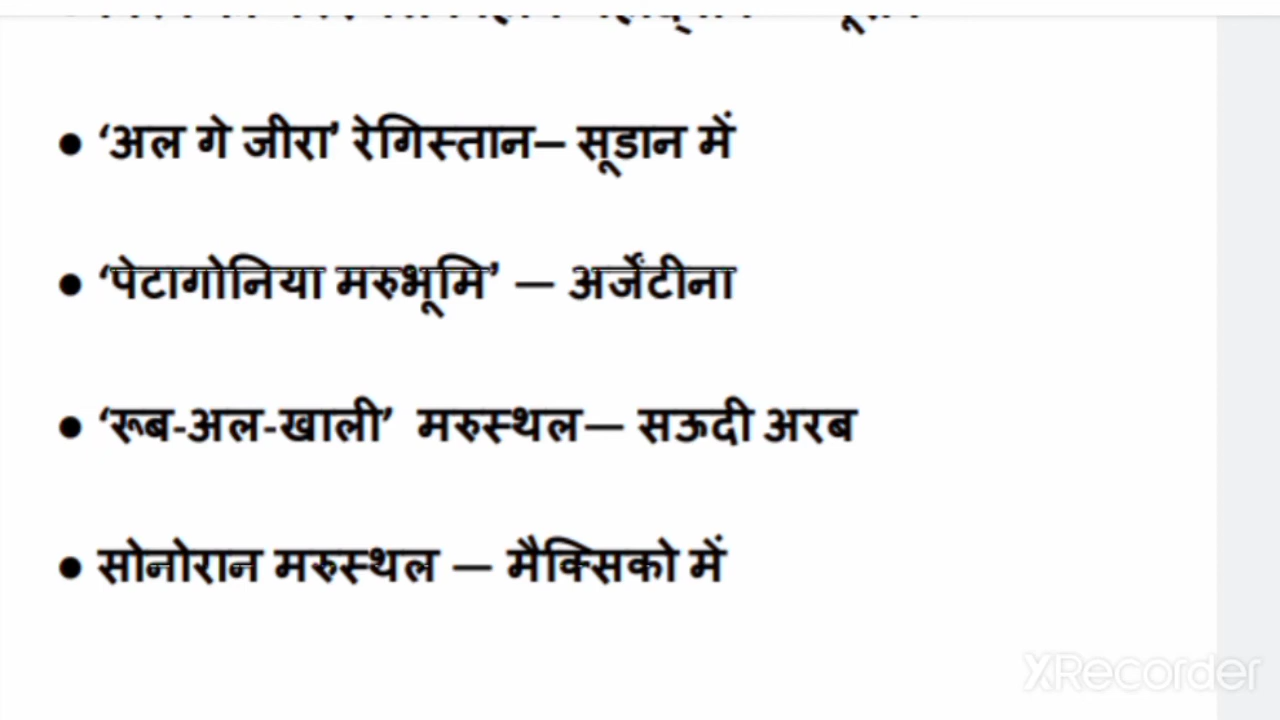 ● ‘अल गे जीरा’ रेगिस्तान– सूडान में
● ‘पेटागोनिया मरुभूमि’ — अर्जेंटीना
● ‘रूब-अल-खाली’ मरुस्थल— सऊदी अरब
● सोनोरान मरुस्थल — मैक्सिको में
XRecorder